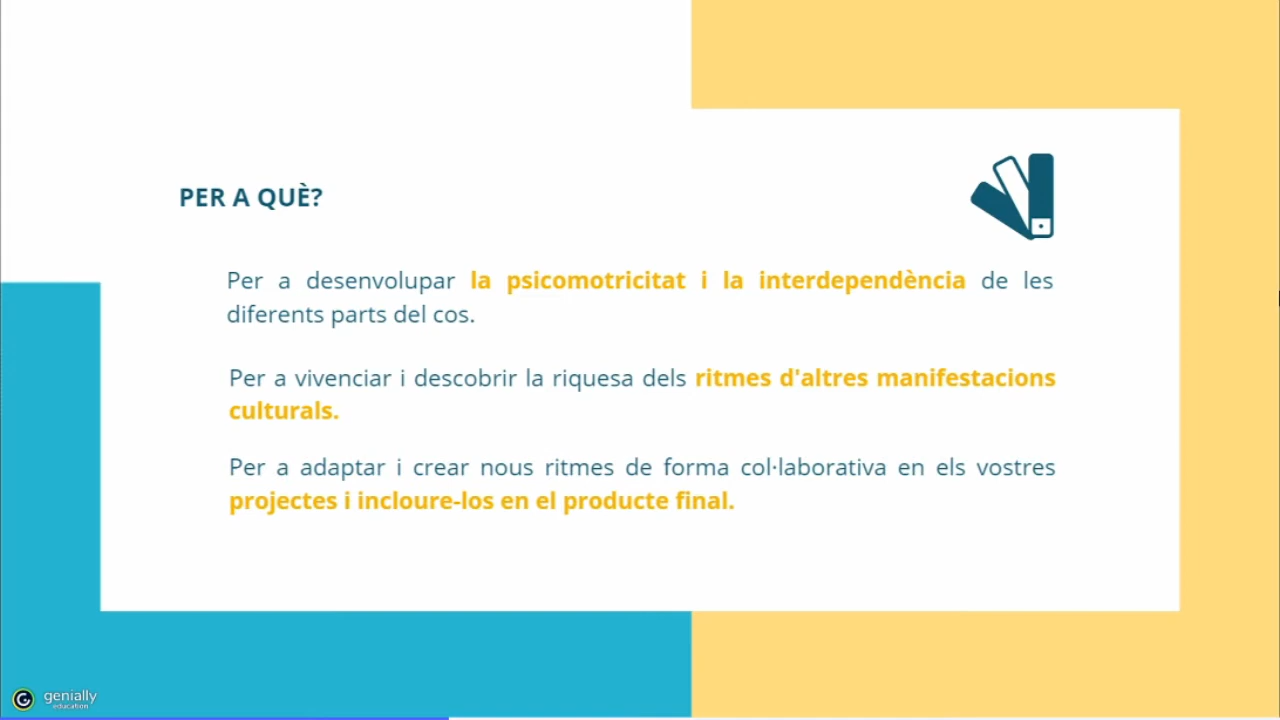 PER A QUÈ?
Per a desenvolupar la psicomotricitat i la interdependència de les
diferents parts del cos.
Per a vivenciar i descobrir la riquesa dels ritmes d'altres manifestacions
culturals.
Per a adaptar i crear nous ritmes de forma col·laborativa en els vostres
projectes i incloure-los en el producte final.
genially
education